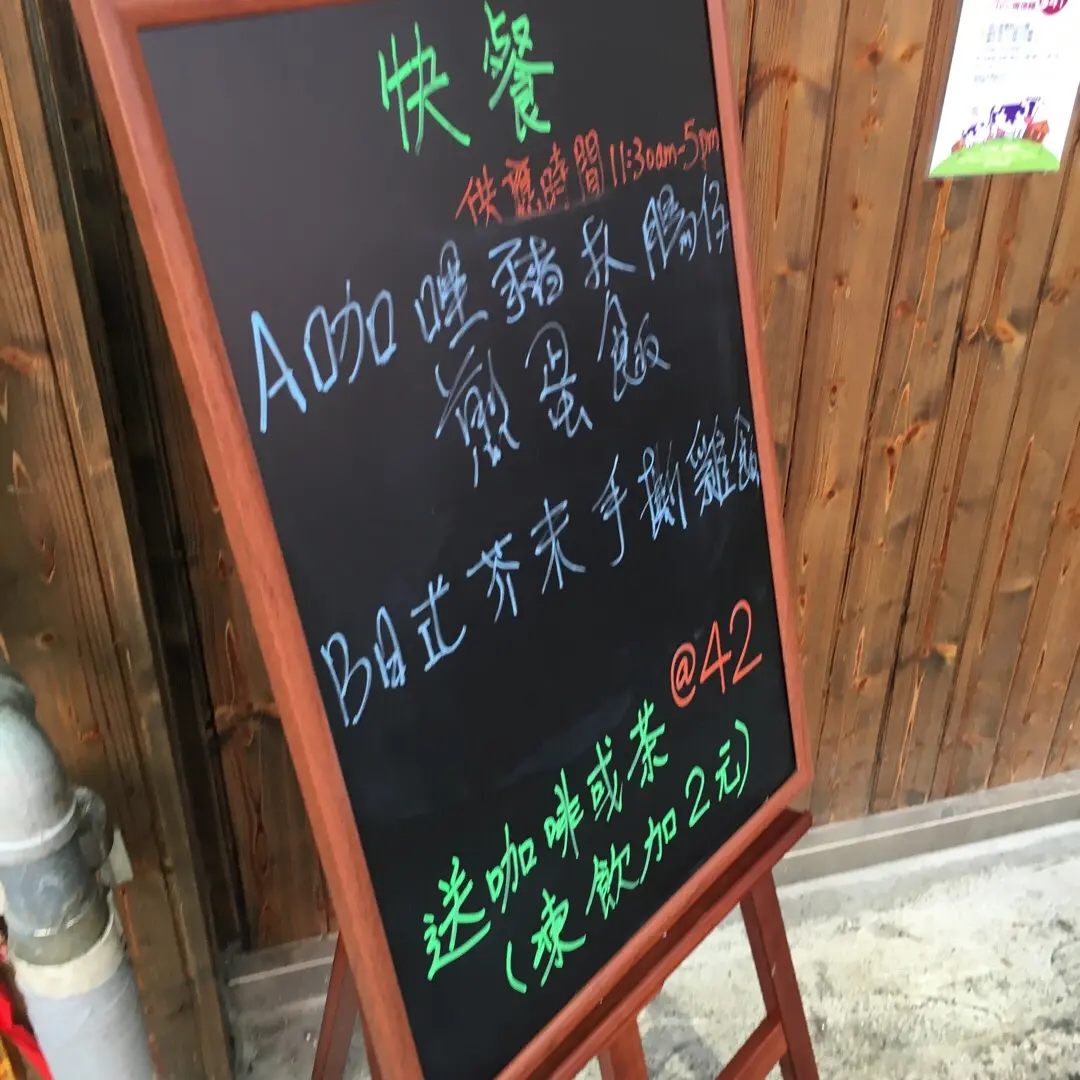 快餐
供應時間11:30am-5pm
A咖喱豬扒腸仔
煎蛋飯
B日式芥末手撕雞飯
@42
送咖啡或茶
(凍飲加2元)